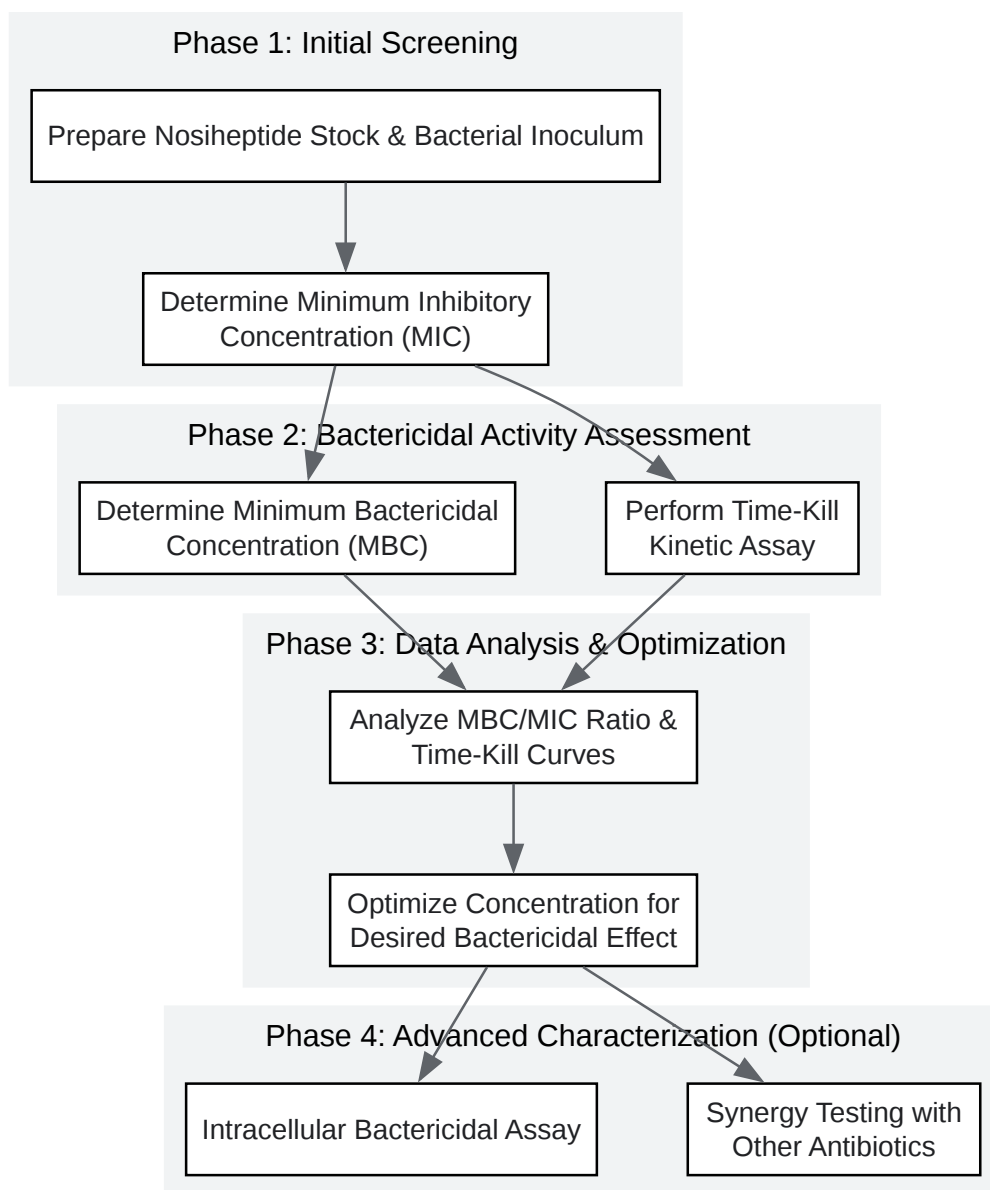 Phase 1: Initial Screening
Prepare Nosiheptide Stock & Bacterial Inoculum
Determine Minimum Inhibitory
Concentration (MIC)
Phase 2: Bactericidal Activity Assessment
Determine Minimum Bactericidal
Concentration (MBC)
Perform Time-Kill
Kinetic Assay
Phase 3: Data Analysis & Optimization
Analyze MBC/MIC Ratio &
Time-Kill Curves
Optimize Concentration for
Desired Bactericidal Effect
Phase 4: Advanced Characterization (Optional)
Intracellular Bactericidal Assay
Synergy Testing with
Other Antibiotics